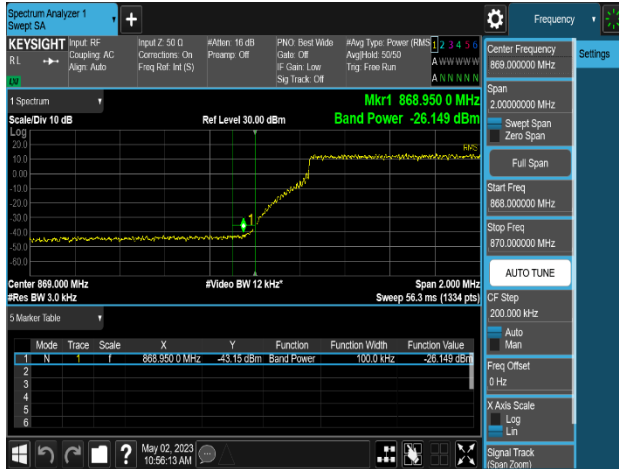 Spectrum Analyzer 1
Swept SA
+
Frequency
KEYSIGHT
RL
Input: RF
Coupling: AC
Align: Auto
Input Z: 50 Ω
Corrections: On
Freq Ref: Int (S)
#Atten: 16 dB
Preamp: Off
PNO: Best Wide
Gate: Off
IF Gain: Low
Sig Track: Off
#Avg Type: Power (RMS
Avg|Hold: 50/50
Trig: Free Run
1 2 3 4 5 6
A W W W W W
A N N N N N
1 Spectrum
Scale/Div 10 dB
Ref Level 30.00 dBm
Mkr1 868.950 0 MHz
Band Power -26.149 dBm
Log
20.0
10.0
0.00
-10.0
-20.0
-30.0
-40.0
-50.0
-60.0
RMS
1
Center 869.000 MHz
#Res BW 3.0 kHz
#Video BW 12 kHz*
Span 2.000 MHz
Sweep 56.3 ms (1334 pts)
5 Marker Table
Mode Trace Scale X Y Function Function Width Function Value
1 N 1 f 868.950 0 MHz -43.15 dBm Band Power 100.0 kHz -26.149 dBm
2
3
4
5
6
May 02, 2023
10:56:13 AM
Center Frequency
869.000000 MHz
Span
2.00000000 MHz
Swept Span
Zero Span
Full Span
Start Freq
868.000000 MHz
Stop Freq
870.000000 MHz
AUTO TUNE
CF Step
200.000 kHz
Auto
Man
Freq Offset
0 Hz
X Axis Scale
Log
Lin
Signal Track
(Span Zoom)
Settings